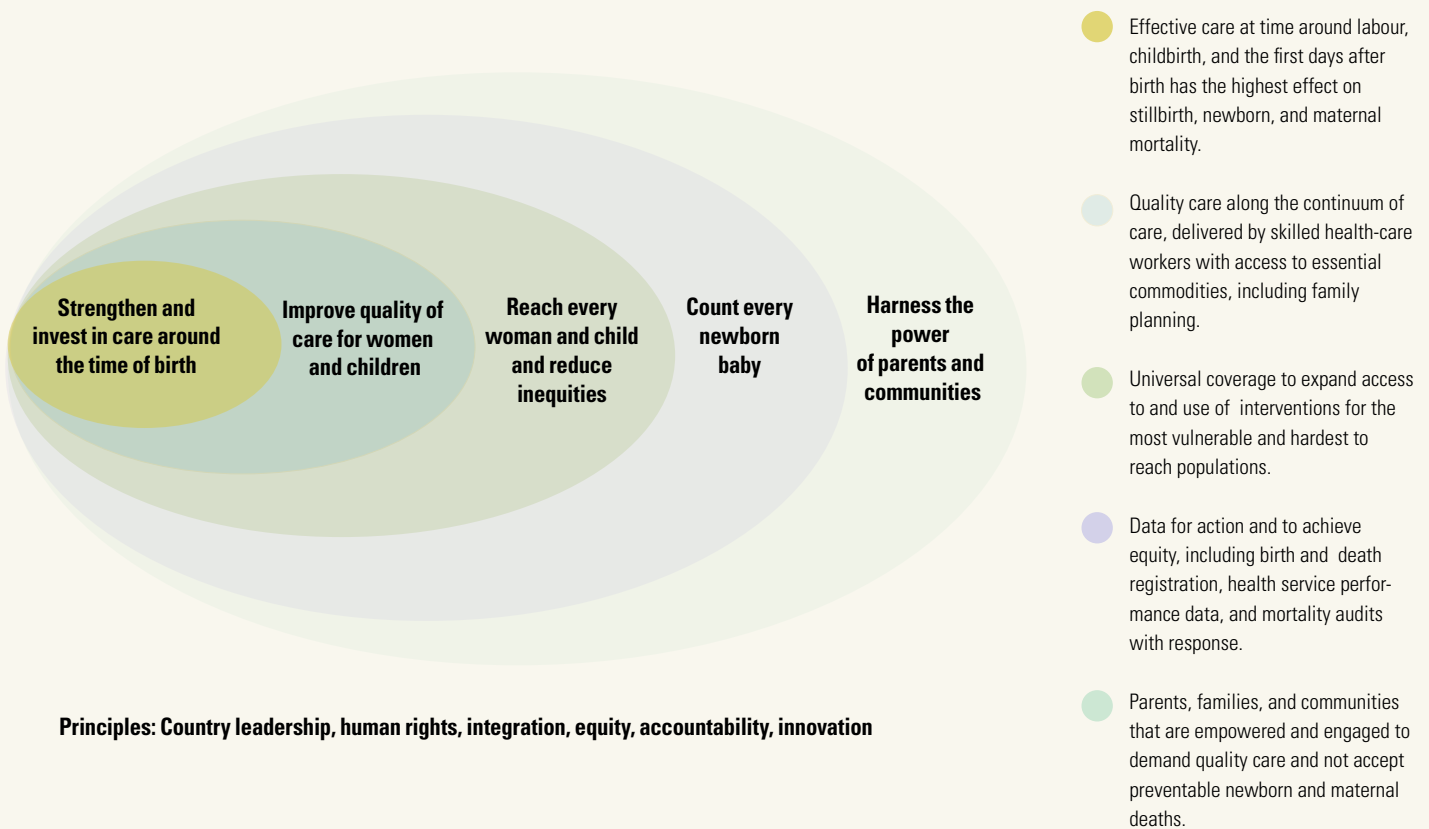 Strengthen and
invest in care around
the time of birth
Improve quality of
care for women
and children
Reach every
woman and child
and reduce
inequities
Count every
newborn
baby
Harness the
power
of parents and
communities
Principles: Country leadership, human rights, integration, equity, accountability, innovation
Effective care at time around labour,
childbirth, and the first days after
birth has the highest effect on
stillbirth, newborn, and maternal
mortality.
Quality care along the continuum of
care, delivered by skilled health-care
workers with access to essential
commodities, including family
planning.
Universal coverage to expand access
to and use of interventions for the
most vulnerable and hardest to
reach populations.
Data for action and to achieve
equity, including birth and death
registration, health service perfor-
mance data, and mortality audits
with response.
Parents, families, and communities
that are empowered and engaged to
demand quality care and not accept
preventable newborn and maternal
deaths.